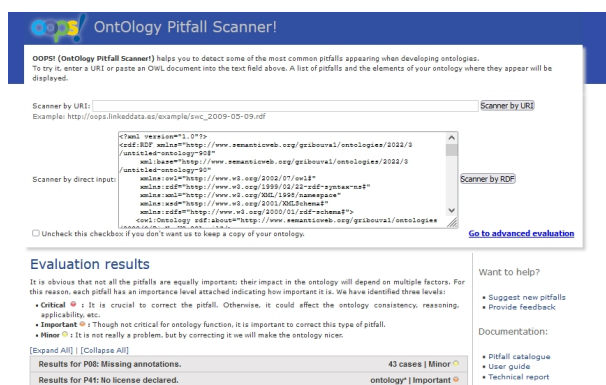 oops! OntOlogy Pitfall Scanner!
OOPS! (OntOlogy Pitfall Scanner!) helps you to detect some of the most common pitfalls appearing when developing ontologies.
To try it, enter a URI or paste an OWL document into the text field above. A list of pitfalls and the elements of your ontology where they appear will be
displayed.
Scanner by URI: Scanner by URI
Example: http://oops.linkeddata.es/example/swc_2009-05-09.rdf
Scanner by direct input:
<?xml version="1.0"?>
<rdf:RDF xmlns="http://www.semanticweb.org/gribouval/ontologies/2022/3
/untitled-ontology-90#"
xml:base="http://www.semanticweb.org/gribouval/ontologies/2022/3
/untitled-ontology-90"
xmlns:owl="http://www.w3.org/2002/07/owl#"
xmlns:rdf="http://www.w3.org/1999/02/22-rdf-syntax-ns#"
xmlns:xml="http://www.w3.org/XML/1998/namespace"
xmlns:xsd="http://www.w3.org/2001/XMLSchema#"
xmlns:rdfs="http://www.w3.org/2000/01/rdf-schema#">
<owl:Ontology rdf:about="http://www.semanticweb.org/gribouval/ontologies
Scanner by RDF
Uncheck this checkbox if you don't want us to keep a copy of your ontology.
Go to advanced evaluation
Evaluation results
It is obvious that not all the pitfalls are equally important; their impact in the ontology will depend on multiple factors. For
this reason, each pitfall has an importance level attached indicating how important it is. We have identified three levels:
• Critical : It is crucial to correct the pitfall. Otherwise, it could affect the ontology consistency, reasoning,
applicability, etc.
• Important : Though not critical for ontology function, it is important to correct this type of pitfall.
• Minor : It is not really a problem, but by correcting it we will make the ontology nicer.
[Expand All] | [Collapse All]
Results for P08: Missing annotations. 43 cases | Minor
Results for P41: No license declared. ontology* | Important
Want to help?
• Suggest new pitfalls
• Provide feedback
Documentation:
• Pitfall catalogue
• User guide
• Technical report